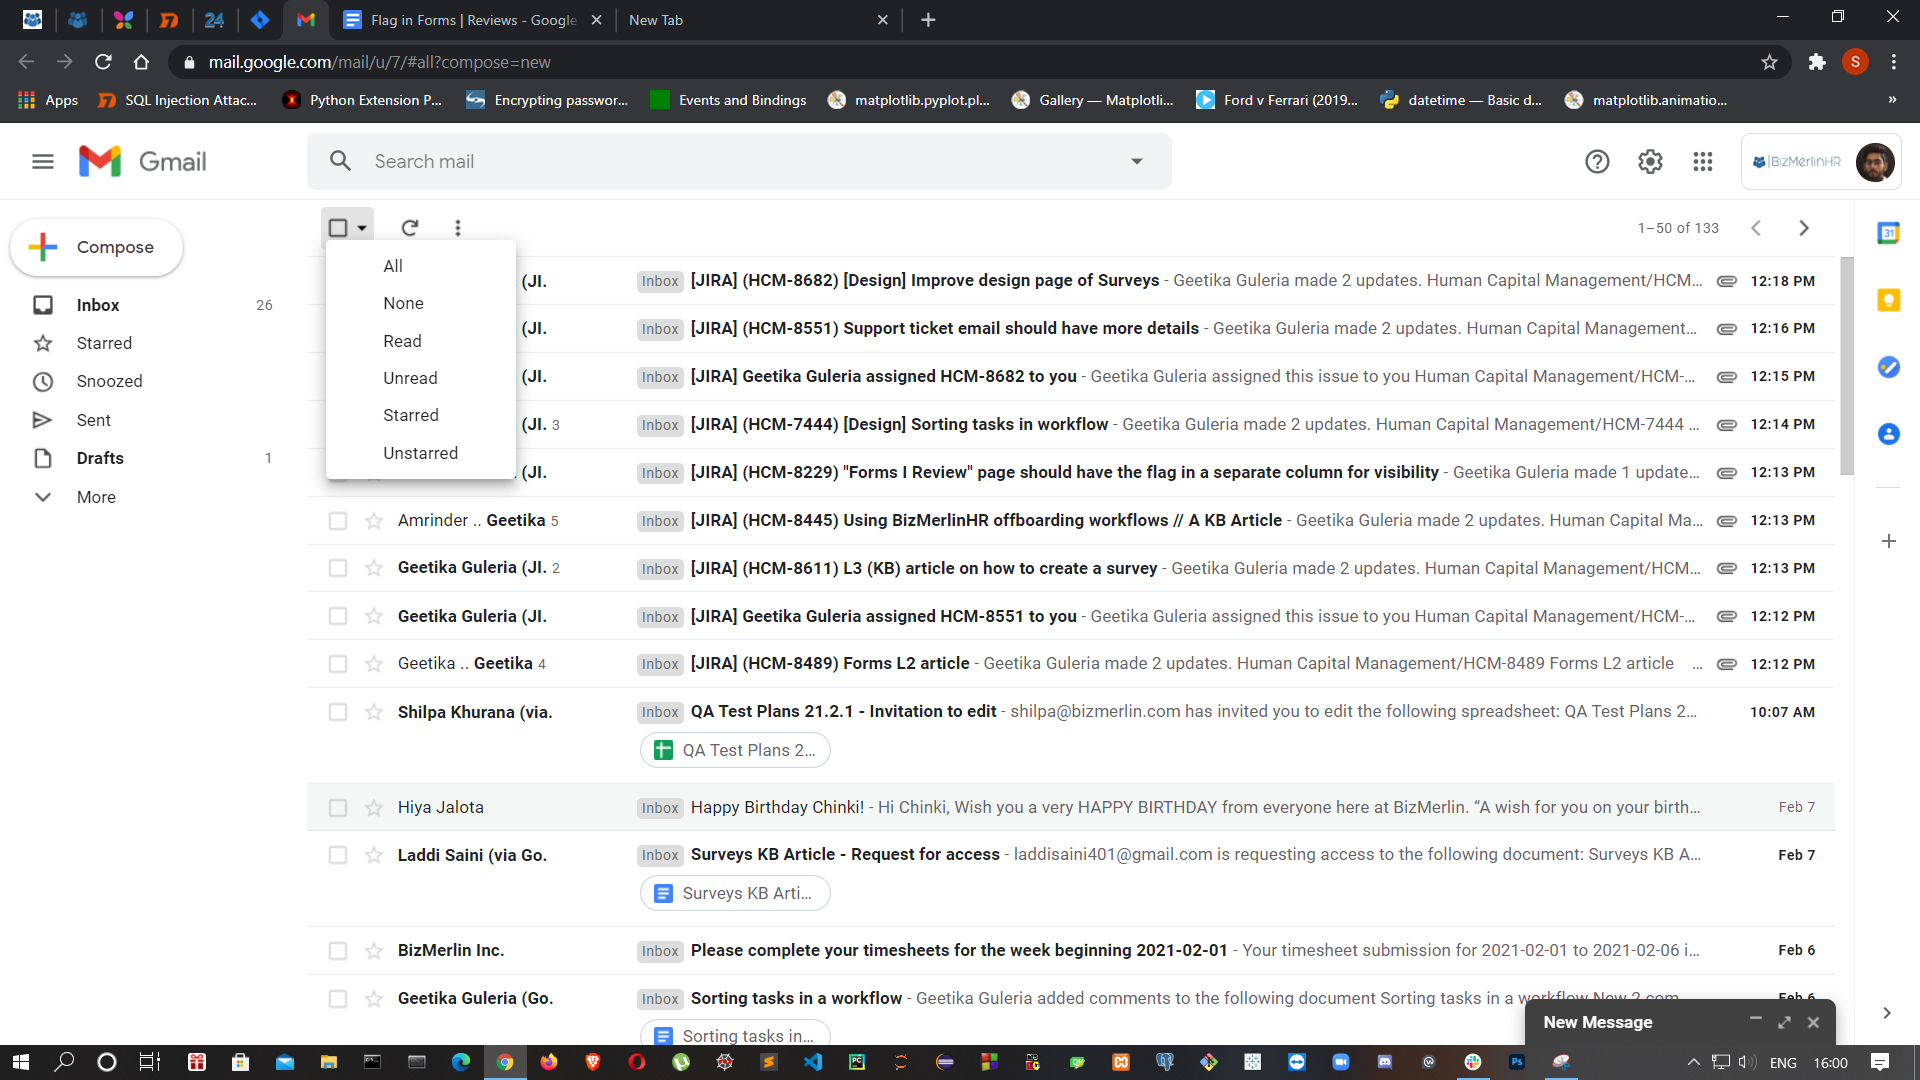 24
Flag in Forms | Reviews - Google
New Tab
mail.google.com/mail/u/7/#all?compose=new
S
Apps
SQL Injection Attac...
Python Extension P...
Encrypting passwor...
Events and Bindings
matplotlib.pyplot.pl...
Gallery — Matplotli...
Ford v Ferrari (2019...
datetime — Basic d...
matplotlib.animatio...
»
Gmail
Search mail
|BizMerlinHR
Compose
Inbox 26
Starred
Snoozed
Sent
Drafts 1
More
1–50 of 133
31
All
None
Read
Unread
Starred
Unstarred
(JI. Inbox [JIRA] (HCM-8682) [Design] Improve design page of Surveys - Geetika Guleria made 2 updates. Human Capital Management/HCM... 12:18 PM
(JI. Inbox [JIRA] (HCM-8551) Support ticket email should have more details - Geetika Guleria made 2 updates. Human Capital Management... 12:16 PM
(JI. Inbox [JIRA] Geetika Guleria assigned HCM-8682 to you - Geetika Guleria assigned this issue to you Human Capital Management/HCM-... 12:15 PM
(JI. 3 Inbox [JIRA] (HCM-7444) [Design] Sorting tasks in workflow - Geetika Guleria made 2 updates. Human Capital Management/HCM-7444 ... 12:14 PM
(JI. Inbox [JIRA] (HCM-8229) "Forms I Review" page should have the flag in a separate column for visibility - Geetika Guleria made 1 update... 12:13 PM
Amrinder .. Geetika 5 Inbox [JIRA] (HCM-8445) Using BizMerlinHR offboarding workflows // A KB Article - Geetika Guleria made 2 updates. Human Capital Ma... 12:13 PM
Geetika Guleria (JI. 2 Inbox [JIRA] (HCM-8611) L3 (KB) article on how to create a survey - Geetika Guleria made 2 updates. Human Capital Management/HCM... 12:13 PM
Geetika Guleria (JI. Inbox [JIRA] Geetika Guleria assigned HCM-8551 to you - Geetika Guleria assigned this issue to you Human Capital Management/HCM-... 12:12 PM
Geetika .. Geetika 4 Inbox [JIRA] (HCM-8489) Forms L2 article - Geetika Guleria made 2 updates. Human Capital Management/HCM-8489 Forms L2 article ... 12:12 PM
Shilpa Khurana (via. Inbox QA Test Plans 21.2.1 - Invitation to edit - shilpa@bizmerlin.com has invited you to edit the following spreadsheet: QA Test Plans 2... 10:07 AM
QA Test Plans 2...
Hiya Jalota Inbox Happy Birthday Chinki! - Hi Chinki, Wish you a very HAPPY BIRTHDAY from everyone here at BizMerlin. “A wish for you on your birth... Feb 7
Laddi Saini (via Go. Inbox Surveys KB Article - Request for access - laddisaini401@gmail.com is requesting access to the following document: Surveys KB A... Feb 7
Surveys KB Arti...
BizMerlin Inc. Inbox Please complete your timesheets for the week beginning 2021-02-01 - Your timesheet submission for 2021-02-01 to 2021-02-06 i... Feb 6
Geetika Guleria (Go. Inbox Sorting tasks in a workflow - Geetika Guleria added comments to the following document Sorting tasks in a workflow New 2 com... Feb 6
Sorting tasks in...
New Message
PC
Ps
ENG 16:00